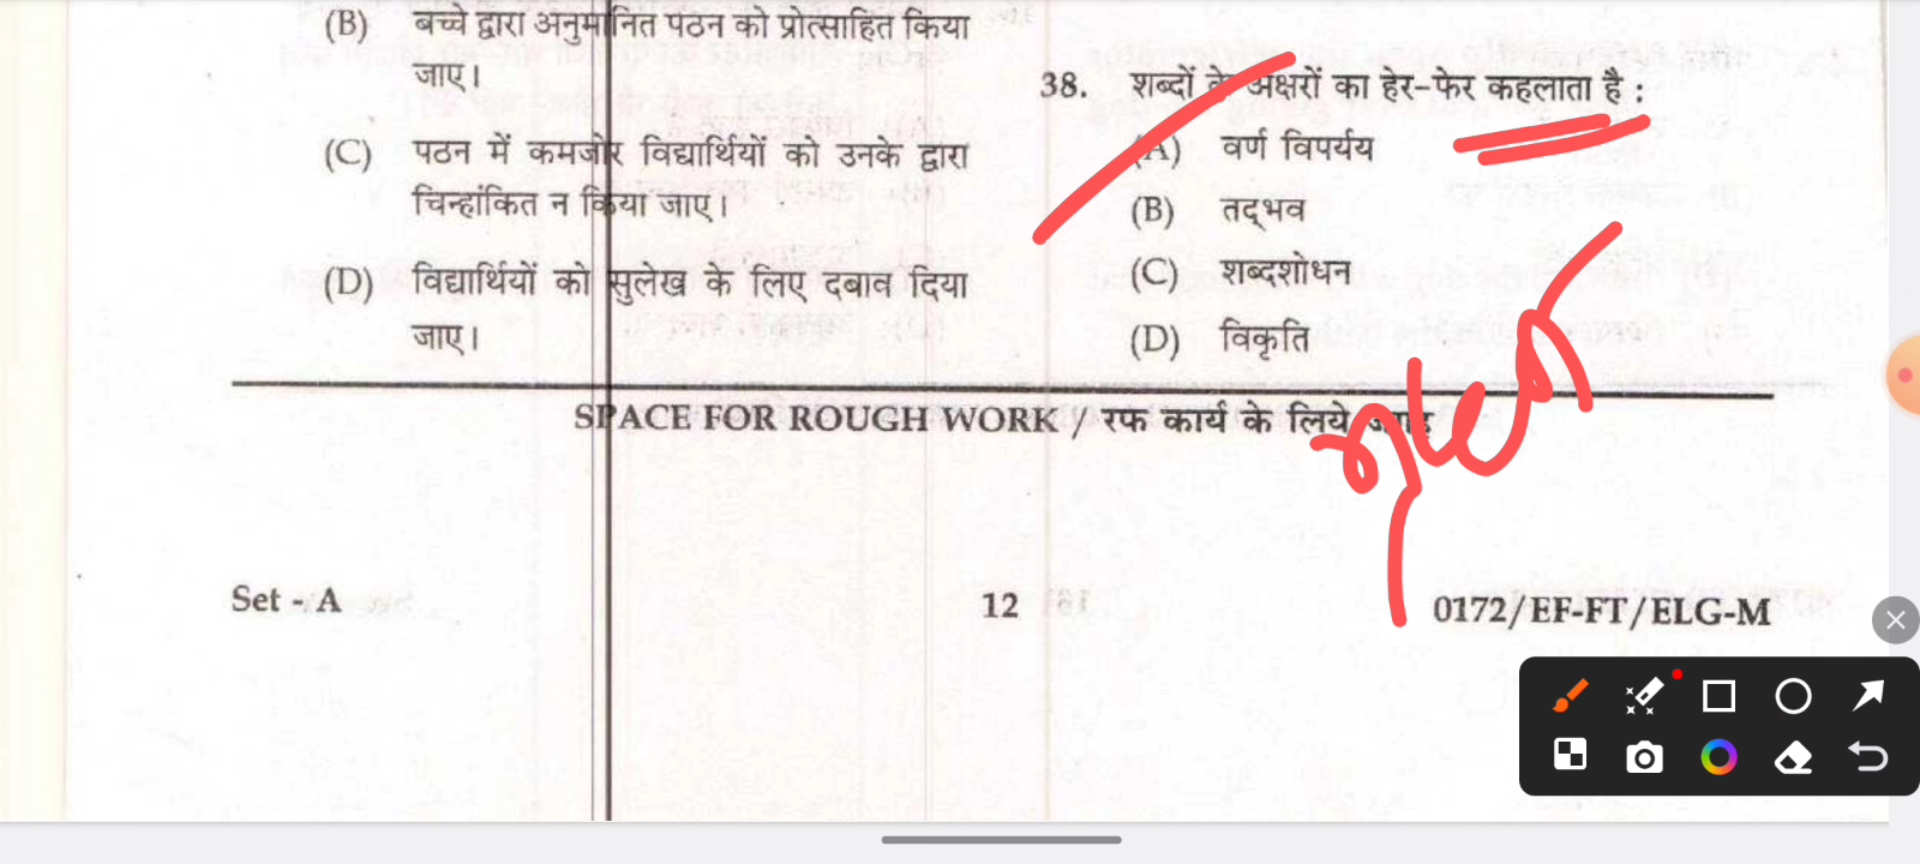 (B) बच्चे द्वारा अनुमानित पठन को प्रोत्साहित किया
जाए।
(C) पठन में कमजोर विद्यार्थियों को उनके द्वारा
चिन्हांकित न किया जाए।
(D) विद्यार्थियों को सुलेख के लिए दबाव दिया
जाए।
38. शब्दों के अक्षरों का हेर-फेर कहलाता है :
(A) वर्ण विपर्यय
(B) तद्भव
(C) शब्दशोधन
(D) विकृति
SPACE FOR ROUGH WORK / रफ कार्य के लिये जगह
Set - A
12
0172/EF-FT/ELG-M